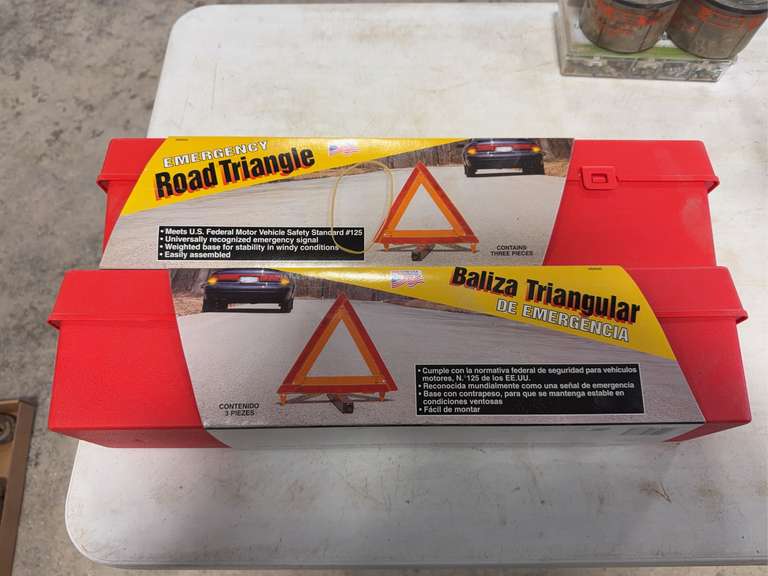 EMERGENCY
Road Triangle
• Meets U.S. Federal Motor Vehicle Safety Standard #125
• Universally recognized emergency signal
• Weighted base for stability in windy conditions
• Easily assembled
CONTAINS
THREE PIECES
Baliza Triangular
DE EMERGENCIA
• Cumple con la normativa federal de seguridad para vehículos
motores, N.°125 de los EE.UU.
• Reconocida mundialmente como una señal de emergencia
• Base con contrapeso, para que se mantenga estable en
condiciones ventosas
• Fácil de montar
CONTENIDO
3 PIEZES